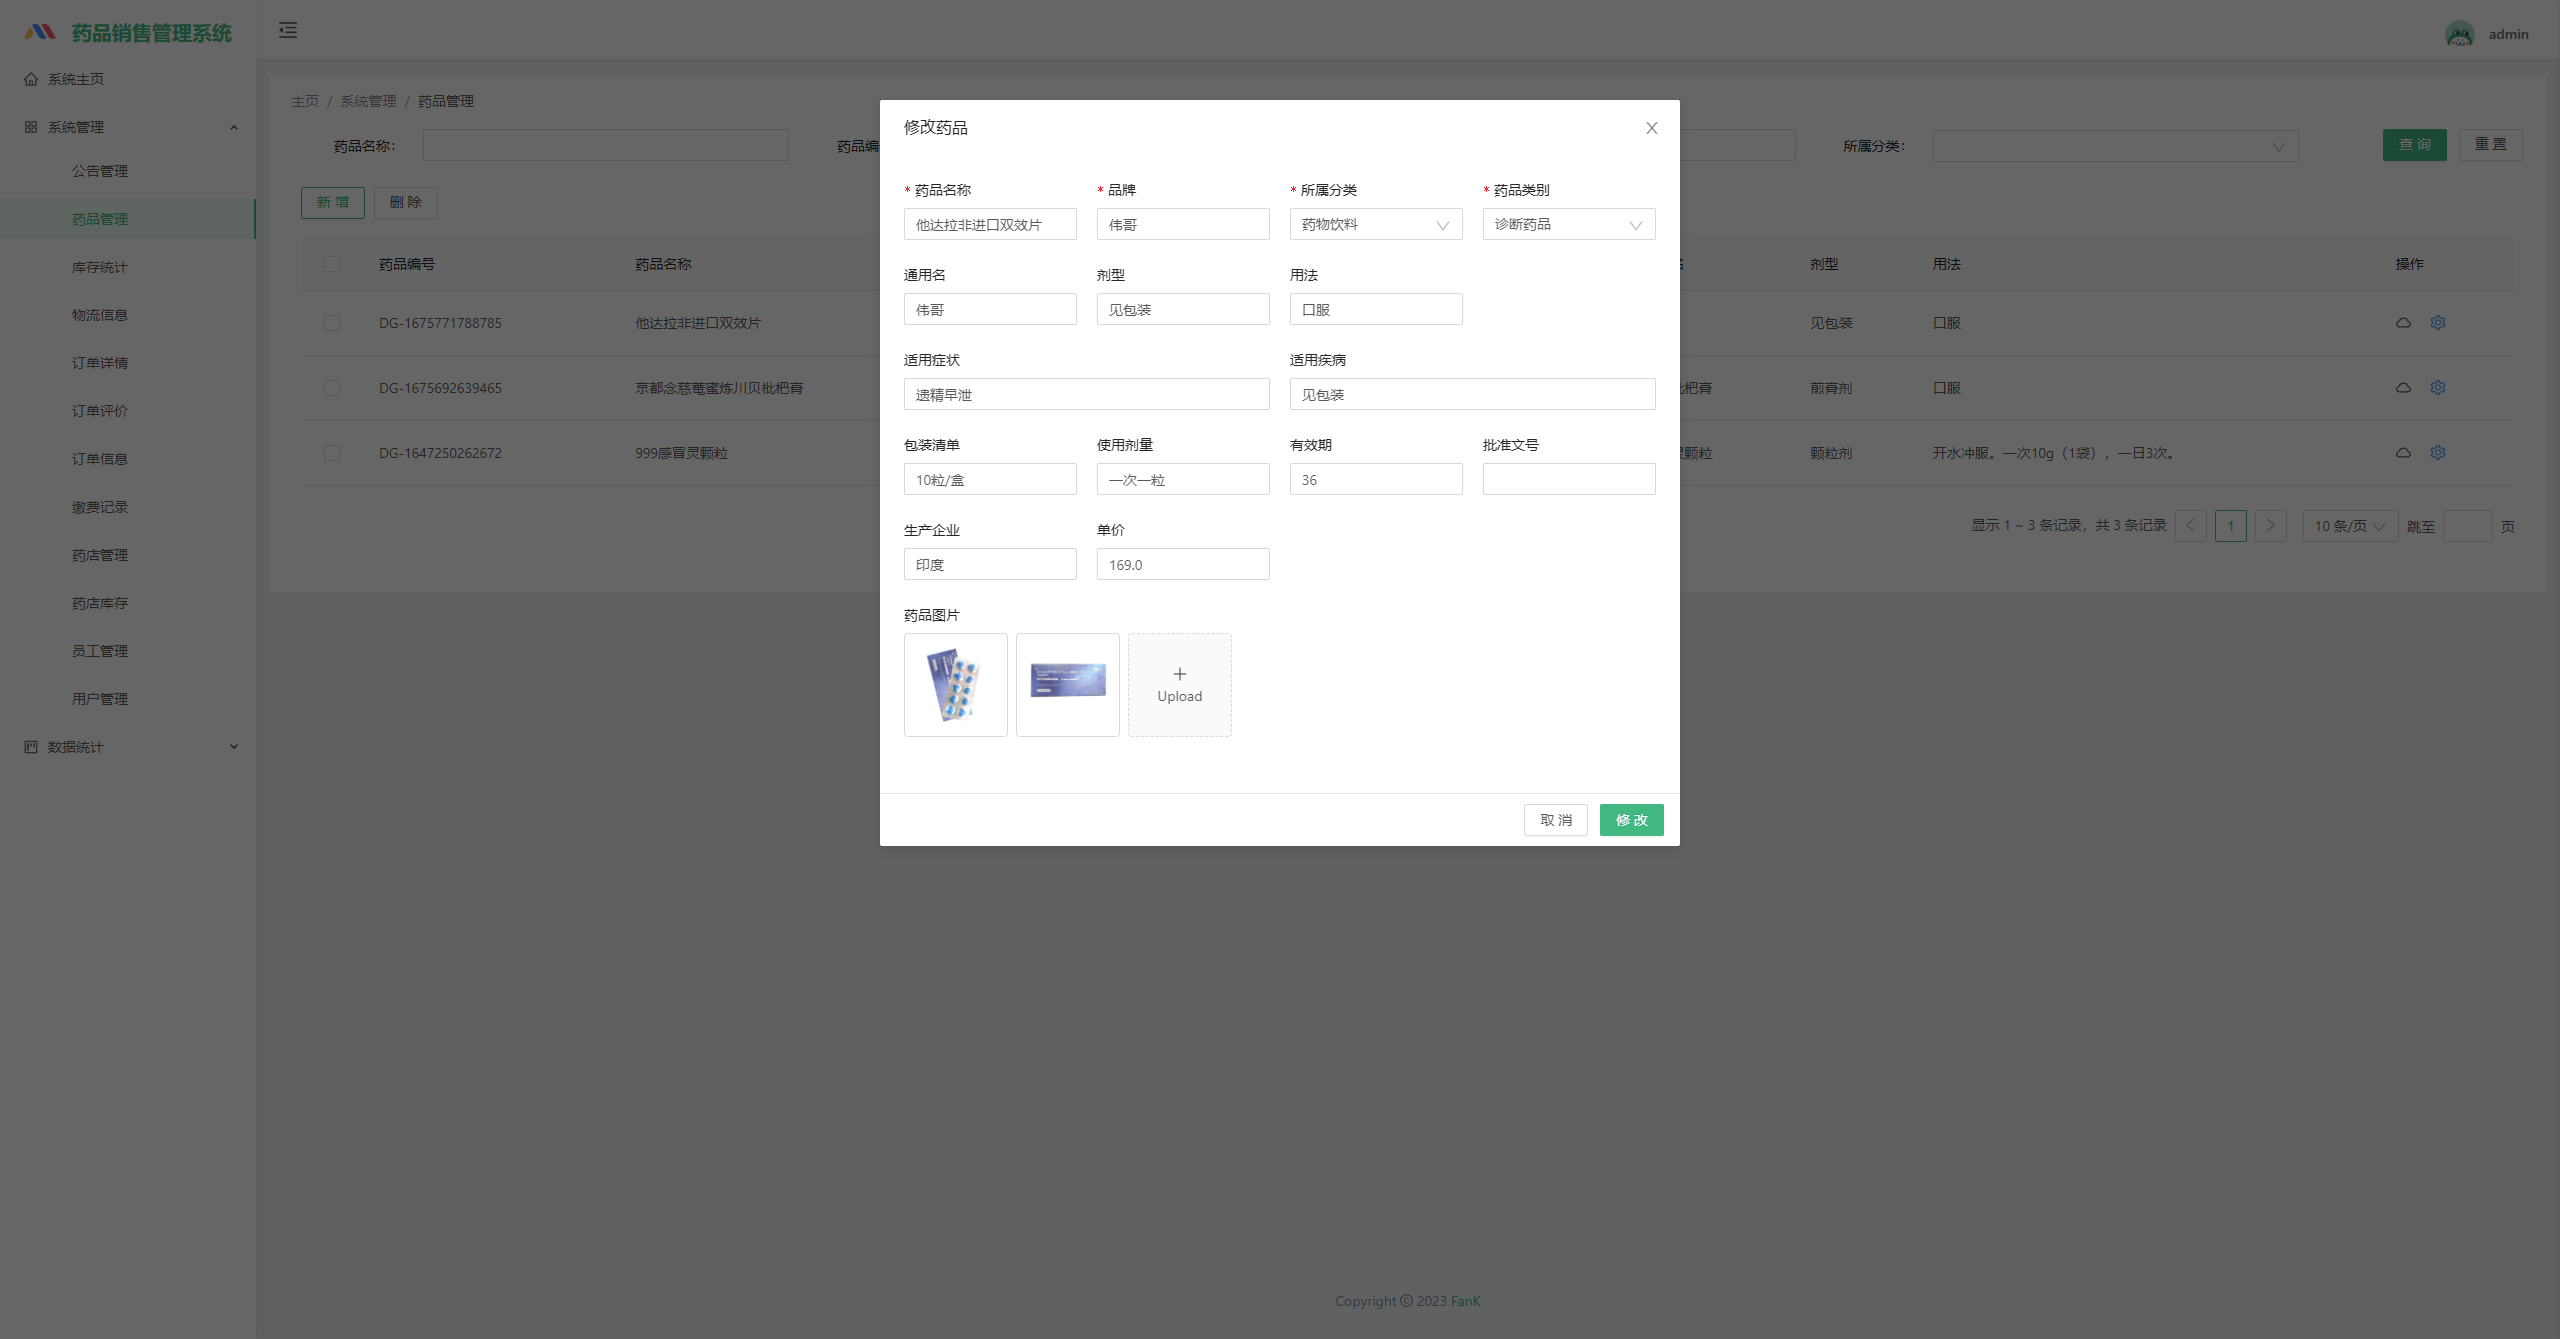 药品销售管理系统
admin
系统主页
系统管理
公告管理
药品管理
库存统计
物流信息
订单详情
订单评价
订单信息
缴费记录
药店管理
药店库存
员工管理
用户管理
数据统计
主页 / 系统管理 / 药品管理
药品名称： 药品编 所属分类： 查 询 重 置
新 增 删 除
药品编号 药品名称 剂型 用法 操作
DG-1675771788785 他达拉非进口双效片 见包装 口服
DG-1675692639465 京都念慈菴蜜炼川贝枇杷膏 枇杷膏 煎膏剂 口服
DG-1647250262672 999感冒灵颗粒 灵颗粒 颗粒剂 开水冲服。一次10g（1袋），一日3次。
显示 1 ~ 3 条记录，共 3 条记录 1 10 条/页 跳至 页
修改药品
* 药品名称 * 品牌 * 所属分类 * 药品类别
他达拉非进口双效片 伟哥 药物饮料 诊断药品
通用名 剂型 用法
伟哥 见包装 口服
适用症状 适用疾病
遗精早泄 见包装
包装清单 使用剂量 有效期 批准文号
10粒/盒 一次一粒 36
生产企业 单价
印度 169.0
药品图片
Upload
取 消 修 改
Copyright © 2023 FanK